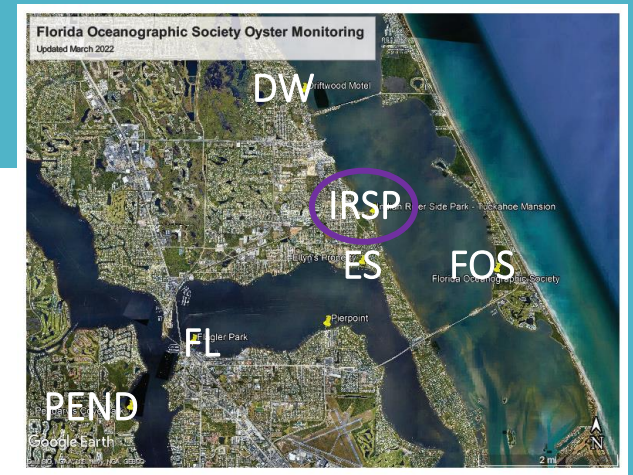 Florida Oceanographic Society Oyster Monitoring
Updated March 2022
DW
Driftwood Motel
IRSP
Indian River Side Park - Tuckahoe Mansion
ES
FOS
Florida Oceanographic Society
Pierpoint
FL
Flagler Park
PEND
Google Earth
N
2 mi